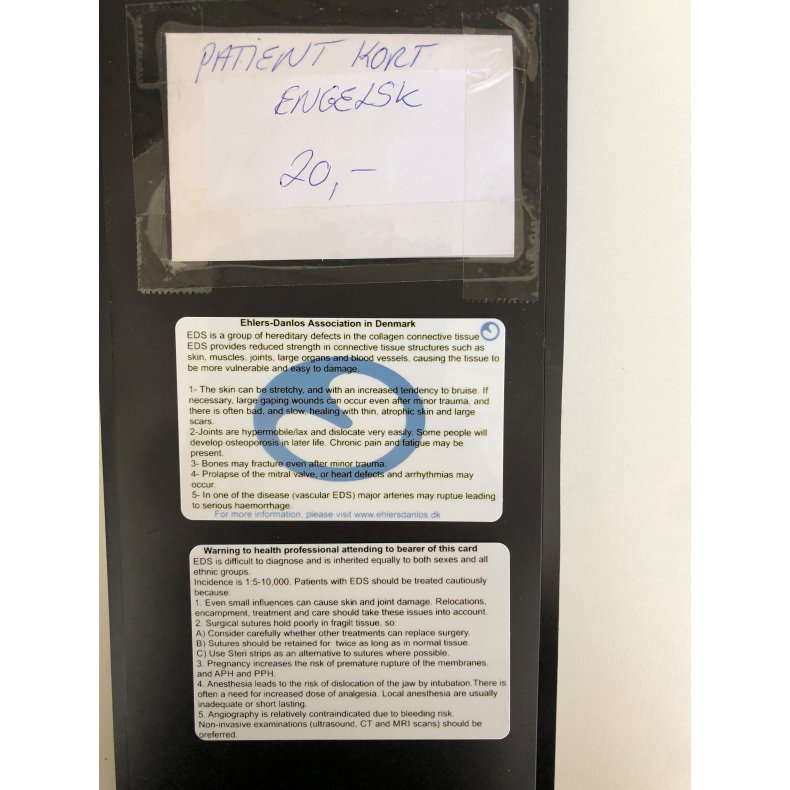 PATIENT KORT
ENGELSK
20,-
Ehlers-Danlos Association in Denmark
EDS is a group of hereditary defects in the collagen connective tissue
EDS provides reduced strength in connective tissue structures such as
skin, muscles, joints, large organs and blood vessels, causing the tissue to
be more vulnerable and easy to damage.
1- The skin can be stretchy, and with an increased tendency to bruise. If
necessary, large gaping wounds can occur even after minor trauma, and
there is often bad, and slow, healing with thin, atrophic skin and large
scars.
2-Joints are hypermobile/lax and dislocate very easily. Some people will
develop osteoporosis in later life. Chronic pain and fatigue may be
present.
3- Bones may fracture even after minor trauma.
4- Prolapse of the mitral valve, or heart defects and arrhythmias may
occur
5- In one of the disease (vascular EDS) major arteries may ruptue leading
to serious haemorrhage.
For more information, please visit www.ehlersdanlos.dk
Warning to health professional attending to bearer of this card
EDS is difficult to diagnose and is inherited equally to both sexes and all
ethnic groups.
Incidence is 1:5-10,000. Patients with EDS should be treated cautiously
because:
1. Even small influences can cause skin and joint damage. Relocations,
encampment, treatment and care should take these issues into account.
2. Surgical sutures hold poorly in fragilt tissue, so:
A) Consider carefully whether other treatments can replace surgery.
B) Sutures should be retained for twice as long as in normal tissue.
C) Use Steri strips as an alternative to sutures where possible.
3. Pregnancy increases the risk of premature rupture of the membranes,
and APH and PPH
4. Anesthesia leads to the risk of dislocation of the jaw by intubation.There is
often a need for increased dose of analgesia. Local anesthesia are usually
inadequate or short lasting.
5. Angiography is relatively contraindicated due to bleeding risk.
Non-invasive examinations (ultrasound, CT and MRI scans) should be
preferred.